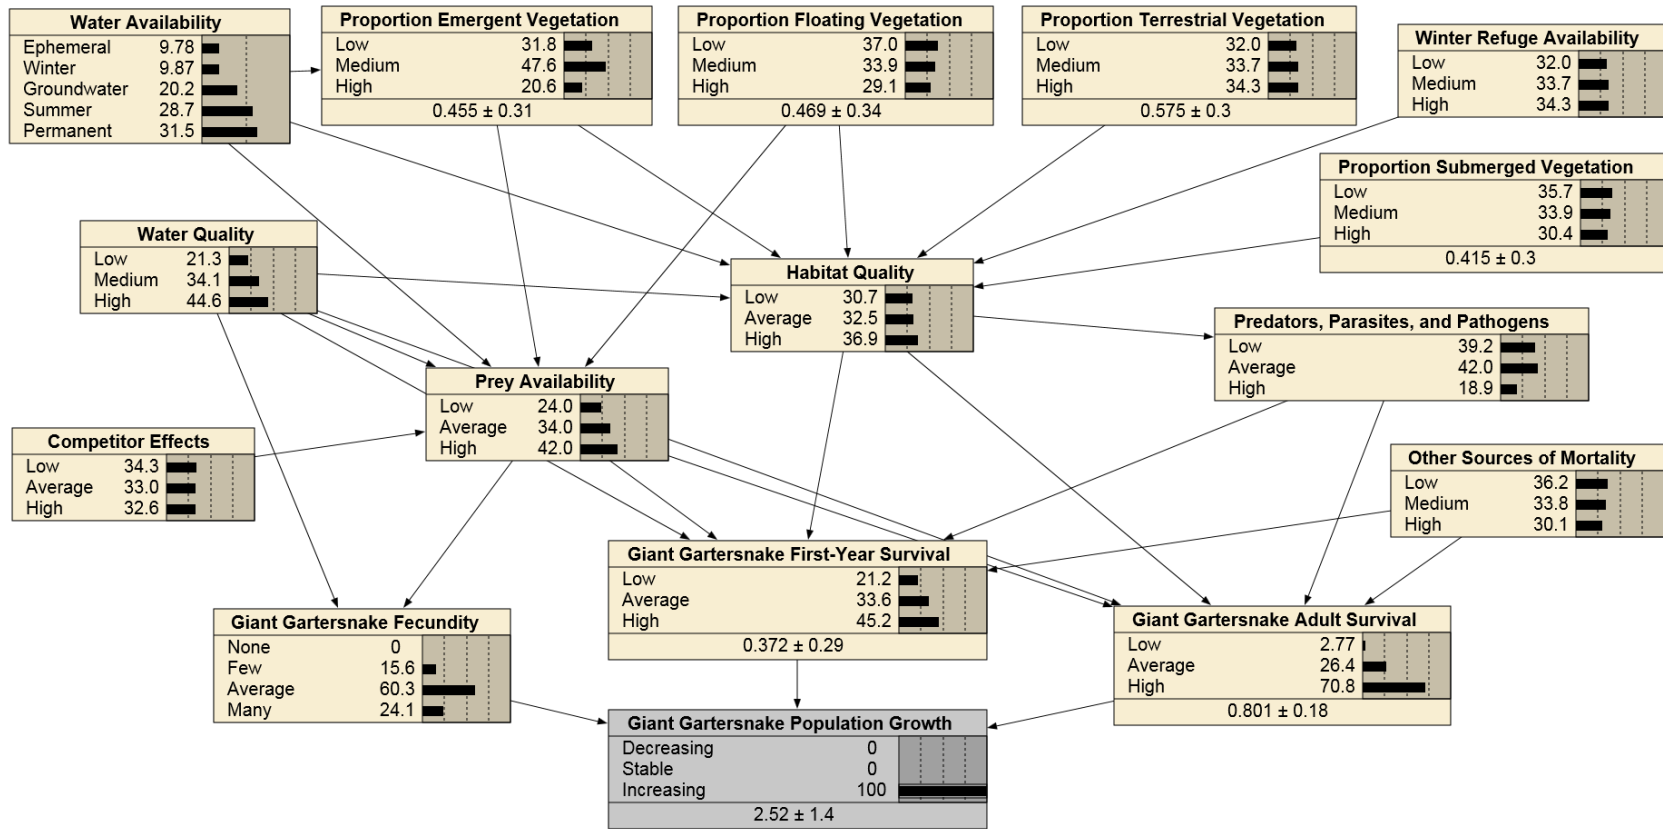 Water Availability
Ephemeral 9.78
Winter 9.87
Groundwater 20.2
Summer 28.7
Permanent 31.5
Proportion Emergent Vegetation
Low 31.8
Medium 47.6
High 20.6
0.455 ± 0.31
Proportion Floating Vegetation
Low 37.0
Medium 33.9
High 29.1
0.469 ± 0.34
Proportion Terrestrial Vegetation
Low 32.0
Medium 33.7
High 34.3
0.575 ± 0.3
Winter Refuge Availability
Low 32.0
Medium 33.7
High 34.3
Proportion Submerged Vegetation
Low 35.7
Medium 33.9
High 30.4
0.415 ± 0.3
Water Quality
Low 21.3
Medium 34.1
High 44.6
Habitat Quality
Low 30.7
Average 32.5
High 36.9
Predators, Parasites, and Pathogens
Low 39.2
Average 42.0
High 18.9
Prey Availability
Low 24.0
Average 34.0
High 42.0
Competitor Effects
Low 34.3
Average 33.0
High 32.6
Other Sources of Mortality
Low 36.2
Medium 33.8
High 30.1
Giant Gartersnake First-Year Survival
Low 21.2
Average 33.6
High 45.2
0.372 ± 0.29
Giant Gartersnake Fecundity
None 0
Few 15.6
Average 60.3
Many 24.1
Giant Gartersnake Adult Survival
Low 2.77
Average 26.4
High 70.8
0.801 ± 0.18
Giant Gartersnake Population Growth
Decreasing 0
Stable 0
Increasing 100
2.52 ± 1.4